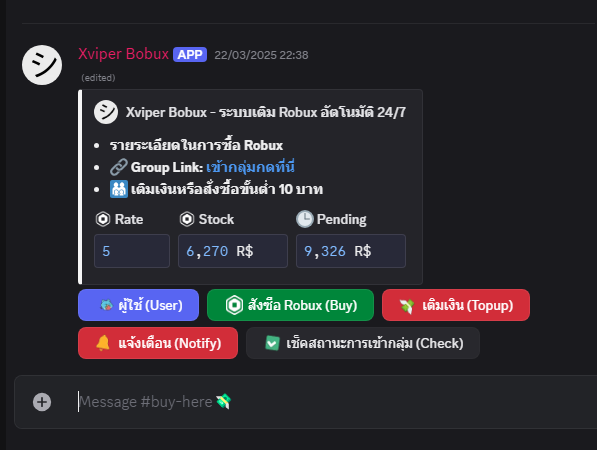 Xviper Bobux APP 22/03/2025 22:38
(edited)
シ Xviper Bobux - ระบบเติม Robux อัตโนมัติ 24/7
• รายระเอียดในการซื้อ Robux
• 🔗 Group Link: เข้ากลุ่มกดที่นี่
• เติมเงินหรือสั่งซื้อขั้นต่ำ 10 บาท
Rate Stock Pending
5 6,270 R$ 9,326 R$
ผู้ใช้ (User) สั่งซื้อ Robux (Buy) เติมเงิน (Topup)
แจ้งเตือน (Notify) เช็คสถานะการเข้ากลุ่ม (Check)
Message #buy-here 💸